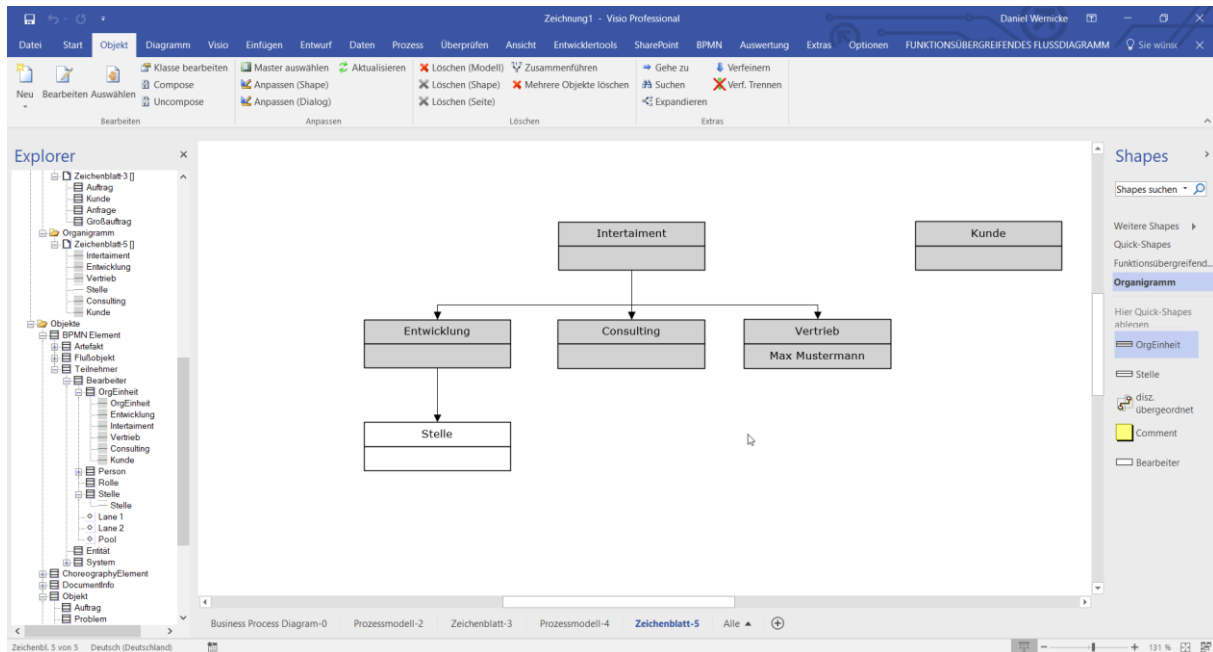 Zeichnung1 - Visio Professional
Daniel Wernicke
Datei Start Objekt Diagramm Visio Einfügen Entwurf Daten Prozess Überprüfen Ansicht Entwicklertools SharePoint BPMN Auswertung Extras Optionen FUNKTIONSÜBERGREIFENDES FLUSSDIAGRAMM Sie wünsc
Klasse bearbeiten Master auswählen Aktualisieren Löschen (Modell) Zusammenführen Gehe zu Verfeinern
Neu Bearbeiten Auswählen Compose Anpassen (Shape) Löschen (Shape) Mehrere Objekte löschen Suchen Verf. Trennen
Uncompose Anpassen (Dialog) Löschen (Seite) Expandieren
Bearbeiten Anpassen Löschen Extras
Explorer
Zeichenblatt-3 []
Auftrag
Kunde
Anfrage
Großauftrag
Organigramm
Zeichenblatt-5 []
Intertaiment
Entwicklung
Vertrieb
Stelle
Consulting
Kunde
Objekte
BPMN Element
Artefakt
Flußobjekt
Teilnehmer
Bearbeiter
OrgEinheit
OrgEinheit
Entwicklung
Intertaiment
Vertrieb
Consulting
Kunde
Person
Rolle
Stelle
Stelle
Lane 1
Lane 2
Pool
Entität
System
ChoreographyElement
DocumentInfo
Objekt
Auftrag
Problem
Intertaiment
Kunde
Entwicklung
Consulting
Vertrieb
Max Mustermann
Stelle
Shapes
Shapes suchen
Weitere Shapes
Quick-Shapes
Funktionsübergreifend...
Organigramm
Hier Quick-Shapes
ablegen
OrgEinheit
Stelle
disz.
übergeordnet
Comment
Bearbeiter
Business Process Diagram-0 Prozessmodell-2 Zeichenblatt-3 Prozessmodell-4 Zeichenblatt-5 Alle
Zeichenbl. 5 von 5 Deutsch (Deutschland) 131 %